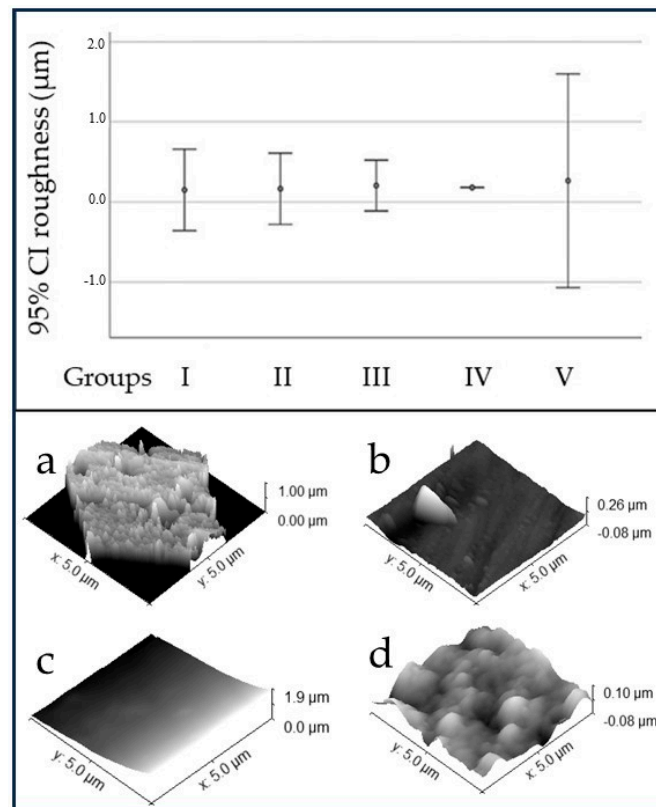 95% CI roughness (µm)
2.0
1.0
0.0
-1.0
Groups I II III IV V
a
1.00 µm
0.00 µm
x: 5.0 µm
y: 5.0 µm
b
0.26 µm
-0.08 µm
y: 5.0 µm
x: 5.0 µm
c
1.9 µm
0.0 µm
y: 5.0 µm
x: 5.0 µm
d
0.10 µm
-0.08 µm
y: 5.0 µm
x: 5.0 µm